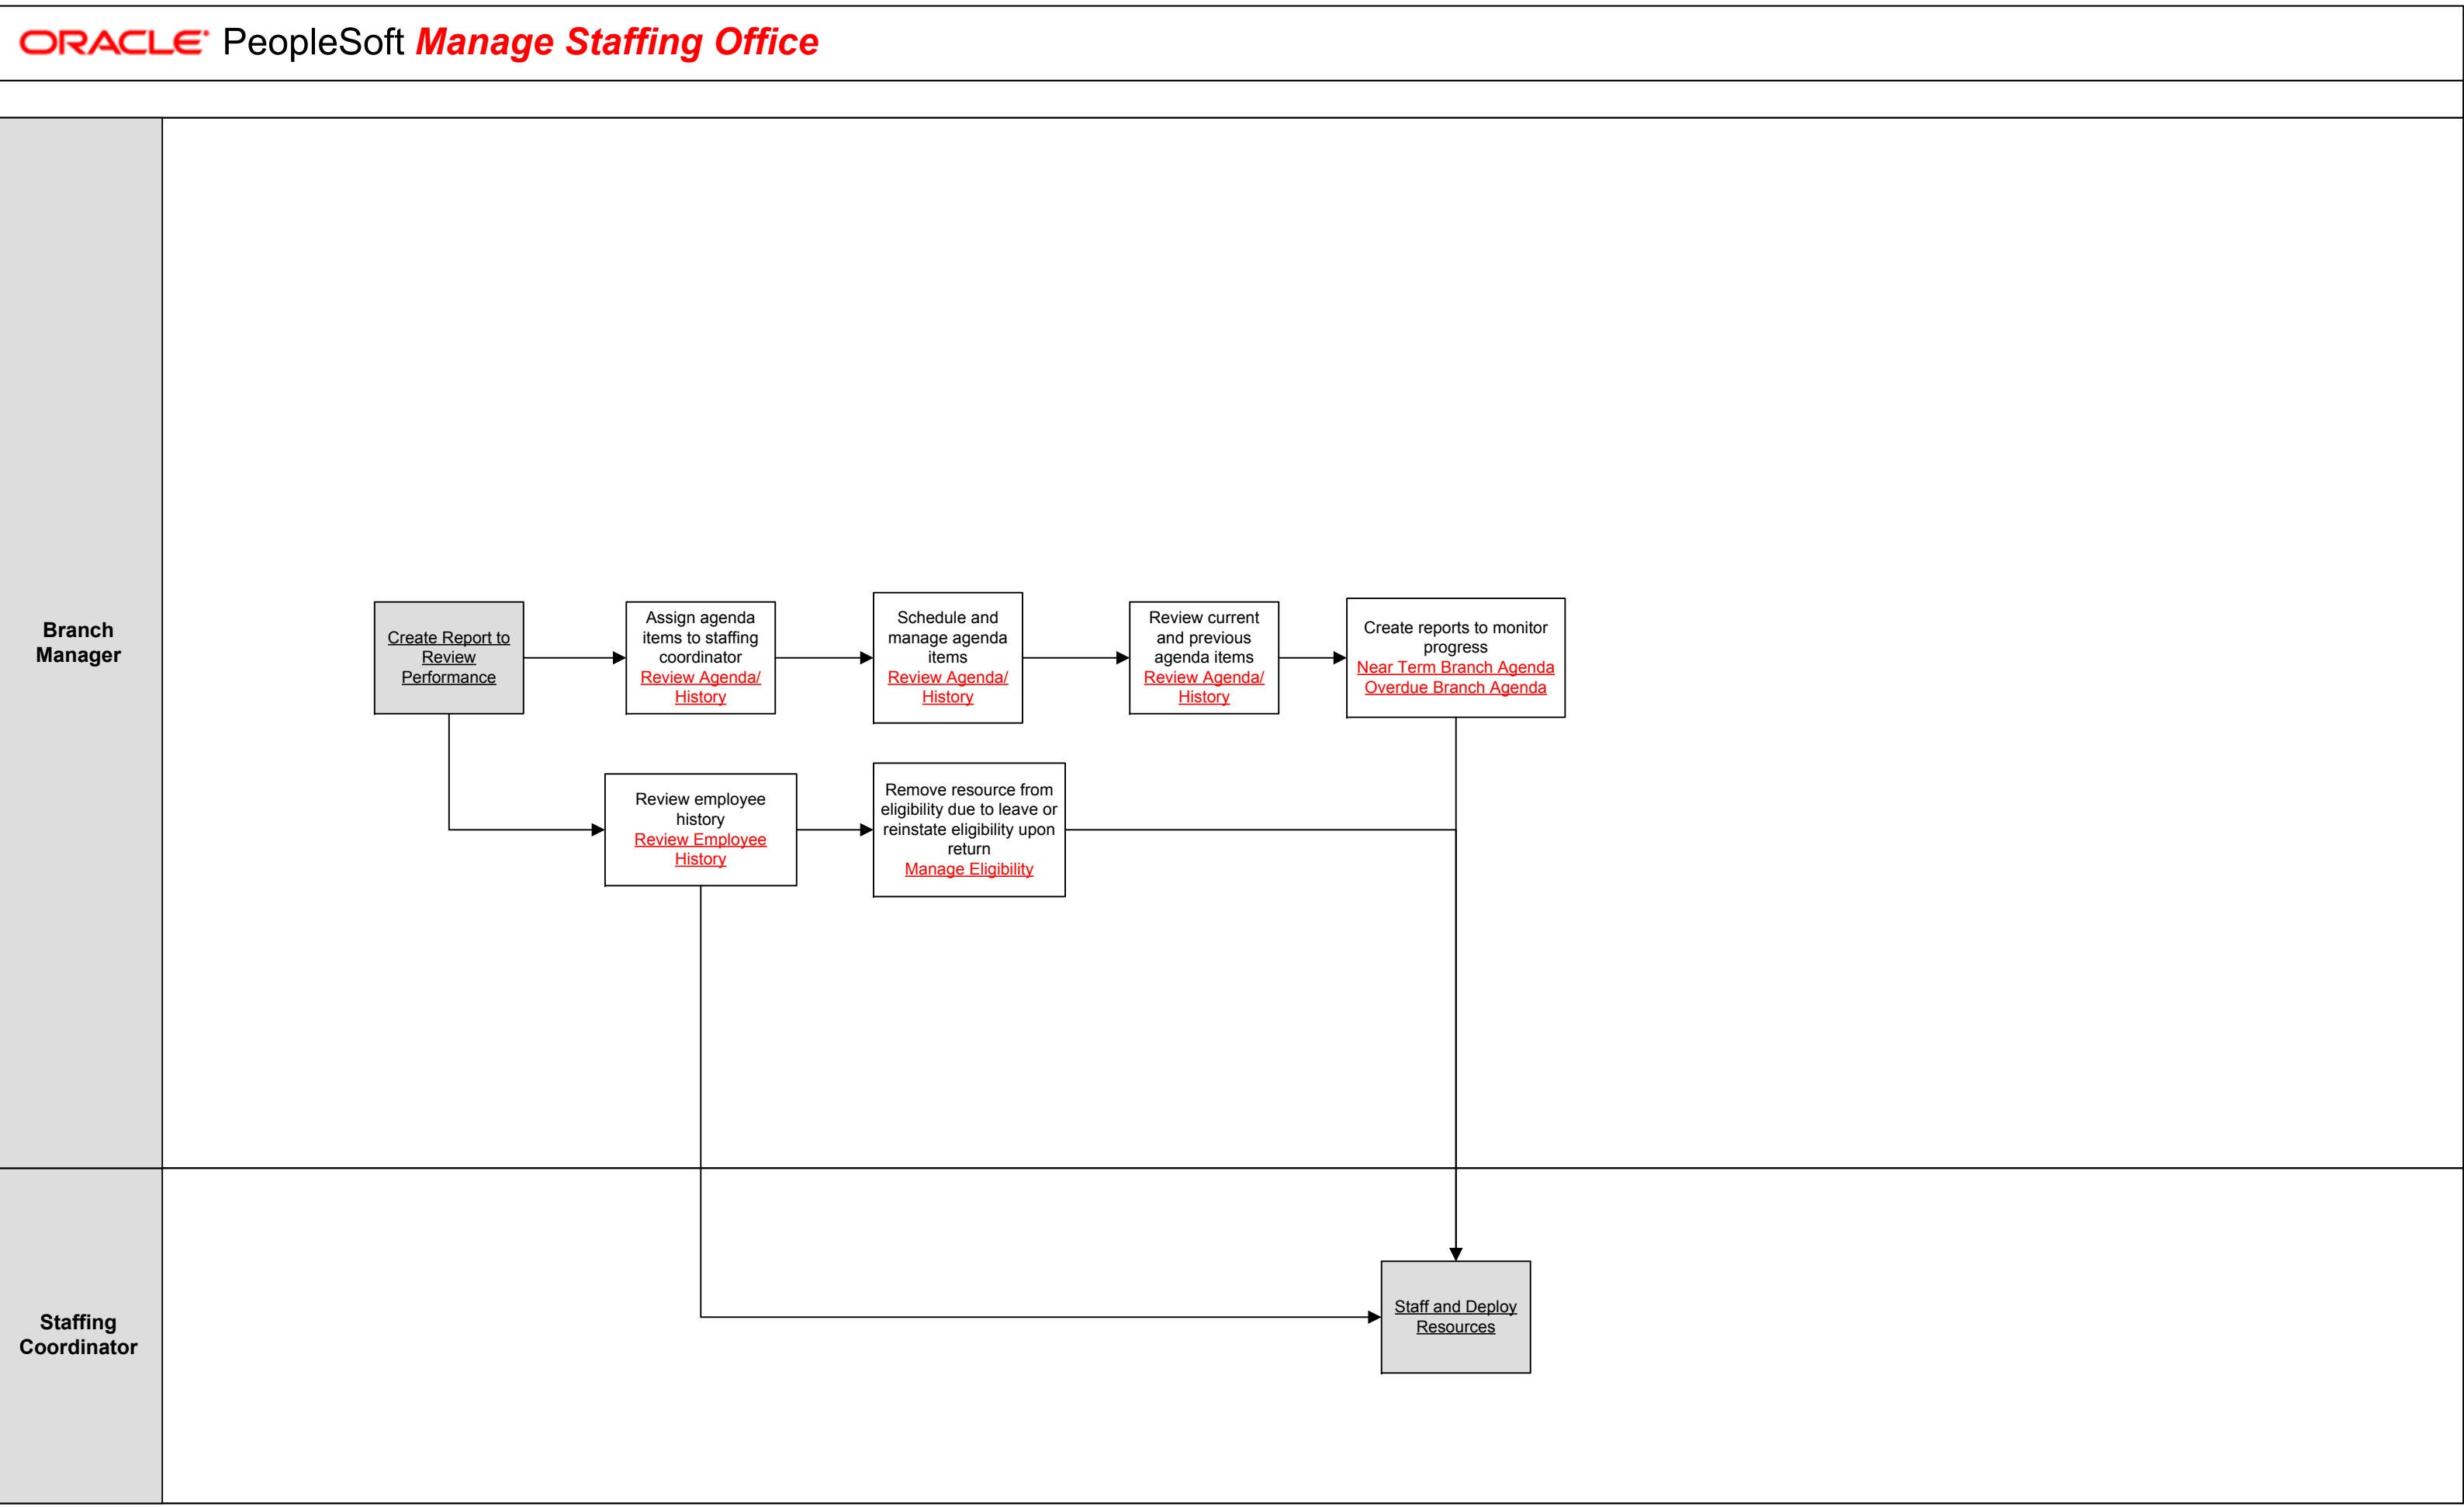 ORACLE PeopleSoft Manage Staffing Office
Branch
Manager
Create Report to
Review
Performance
Assign agenda
items to staffing
coordinator
Review Agenda/
History
Schedule and
manage agenda
items
Review Agenda/
History
Review current
and previous
agenda items
Review Agenda/
History
Create reports to monitor
progress
Near Term Branch Agenda
Overdue Branch Agenda
Review employee
history
Review Employee
History
Remove resource from
eligibility due to leave or
reinstate eligibility upon
return
Manage Eligibility
Staffing
Coordinator
Staff and Deploy
Resources